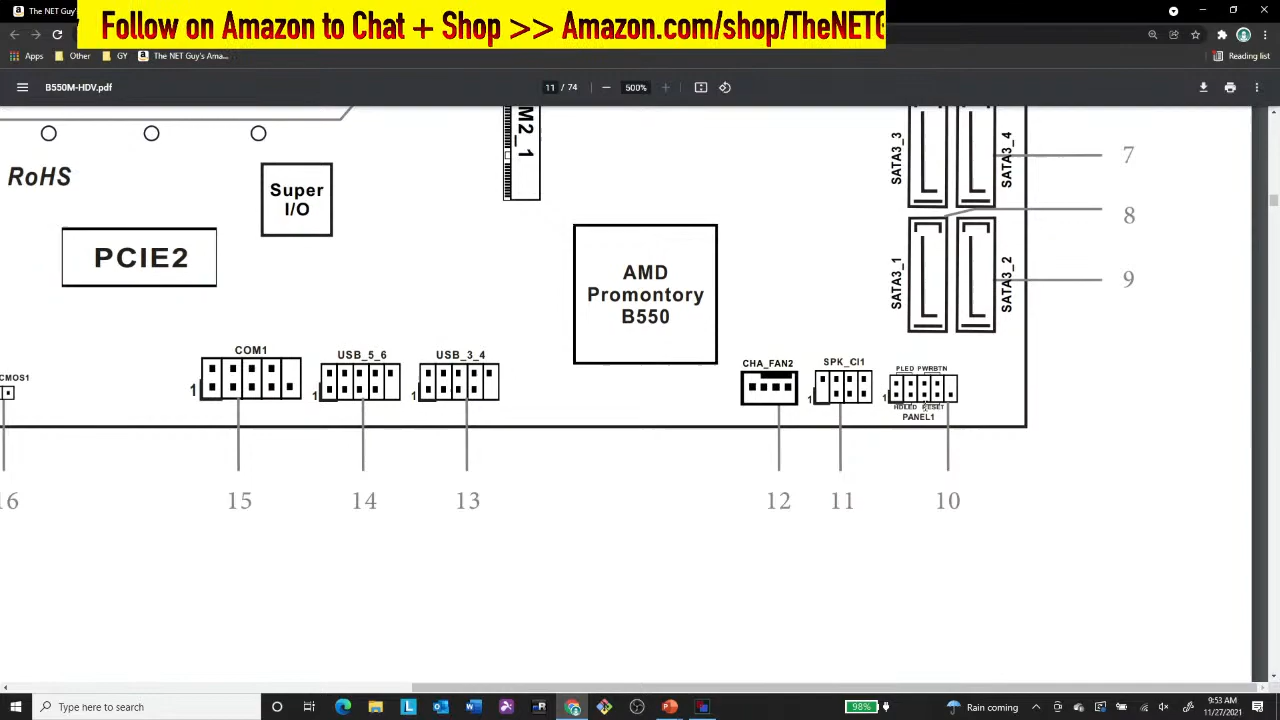 The NET Guy'
Follow on Amazon to Chat + Shop >> Amazon.com/shop/TheNET
Apps
Other
GY
The NET Guy's Ama...
Reading list
B550M-HDV.pdf
11 / 74
500%
M2_1
SATA3_3
SATA3_4
7
RoHS
Super
I/O
8
PCIE2
AMD
Promontory
B550
SATA3_1
SATA3_2
9
CMOS1
COM1
1
USB_5_6
1
USB_3_4
1
CHA_FAN2
SPK_CI1
1
PLED PWRBTN
1
HDLED RESET
PANEL1
16
15
14
13
12
11
10
Type here to search
98%
Rain coming
9:53 AM
11/27/2021